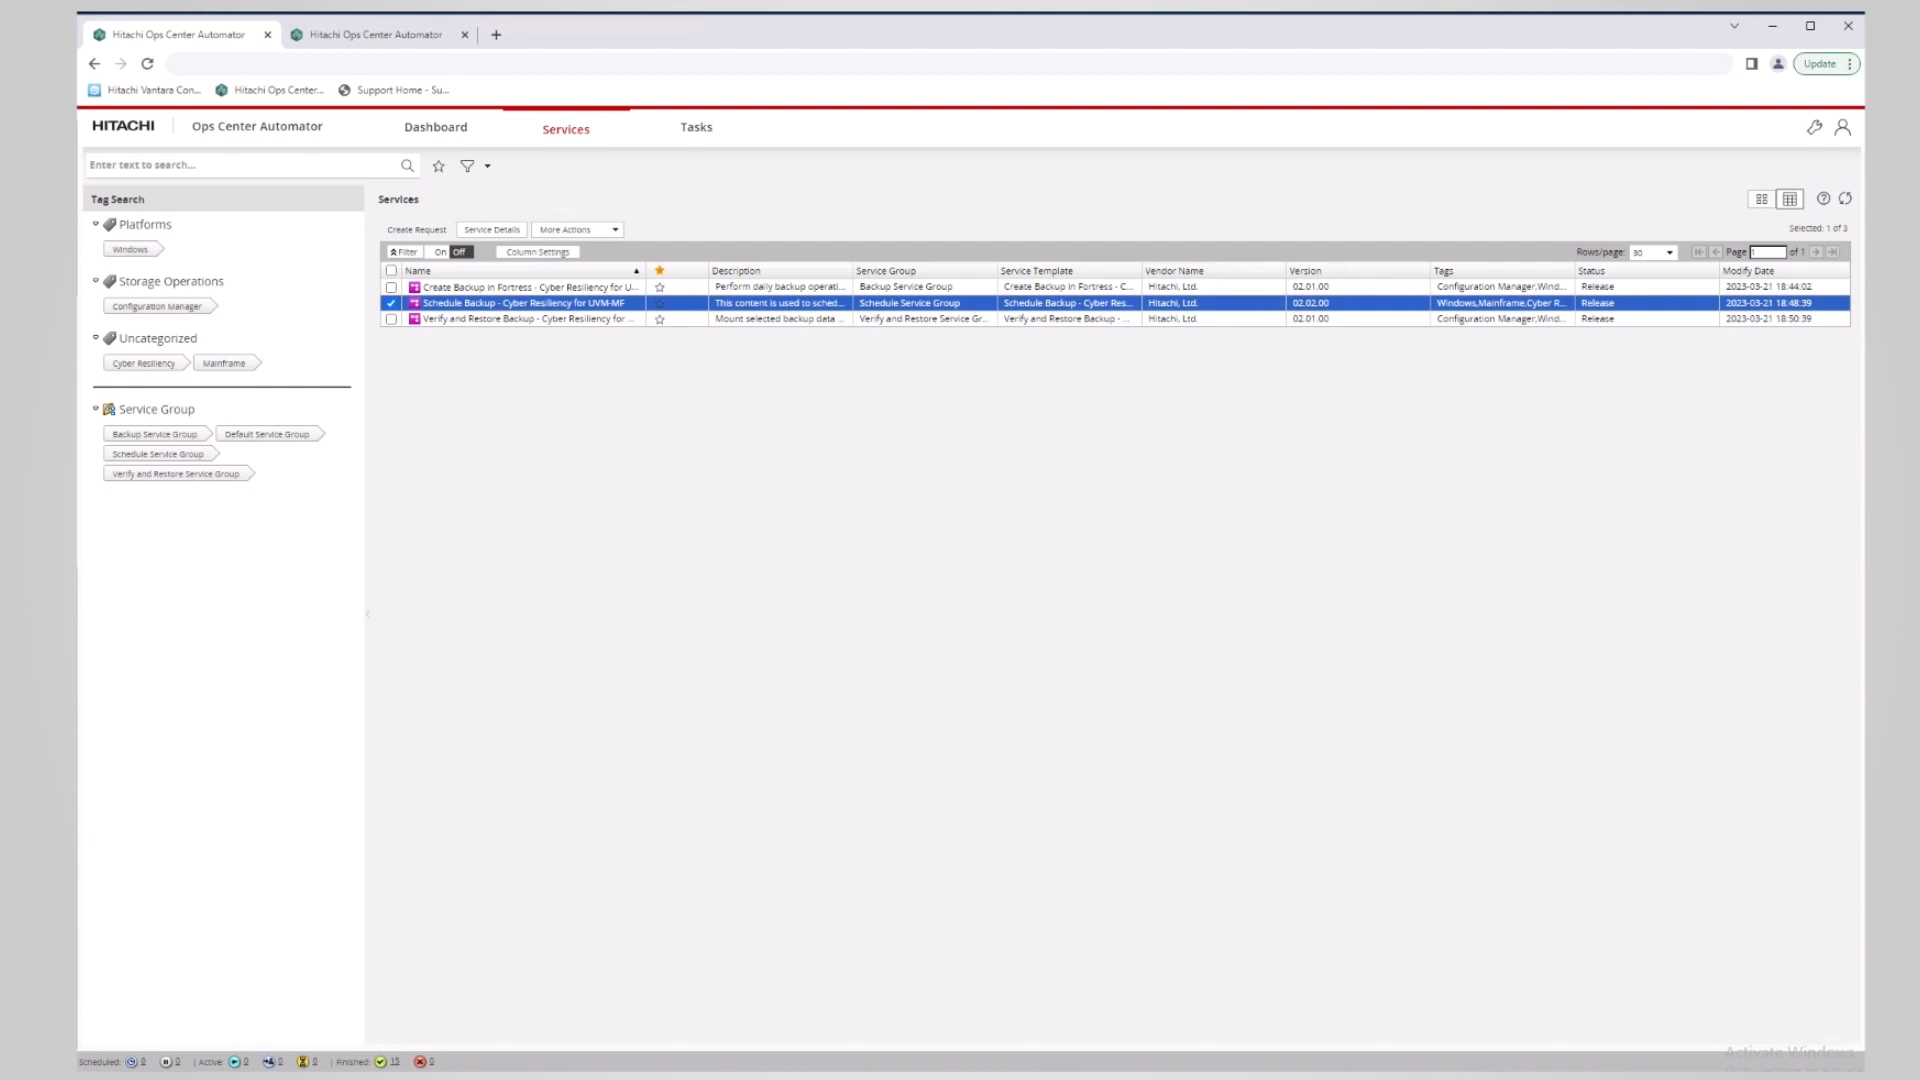 Hitachi Ops Center Automator
Hitachi Ops Center Automator
Update
Hitachi Vantara Con...
Hitachi Ops Center...
Support Home - Su...
HITACHI
Ops Center Automator
Dashboard
Services
Tasks
Enter text to search...
Tag Search
Platforms
Windows
Storage Operations
Configuration Manager
Uncategorized
Cyber Resiliency Mainframe
Service Group
Backup Service Group Default Service Group
Schedule Service Group
Verify and Restore Service Group
Services
Create Request Service Details More Actions
Selected: 1 of 3
Filter On Off Column Settings Rows/page: 30 Page 1 of 1
Name Description Service Group Service Template Vendor Name Version Tags Status Modify Date
Create Backup in Fortress - Cyber Resiliency for U... Perform daily backup operati... Backup Service Group Create Backup in Fortress - C... Hitachi, Ltd. 02.01.00 Configuration Manager,Wind... Release 2023-03-21 18:44:02
Schedule Backup - Cyber Resiliency for UVM-MF This content is used to sched... Schedule Service Group Schedule Backup - Cyber Res... Hitachi, Ltd. 02.02.00 Windows,Mainframe,Cyber R... Release 2023-03-21 18:48:39
Verify and Restore Backup - Cyber Resiliency for ... Mount selected backup data ... Verify and Restore Service Gr... Verify and Restore Backup - ... Hitachi, Ltd. 02.01.00 Configuration Manager,Wind... Release 2023-03-21 18:50:39
Scheduled: 0 0 | Active: 0 0 0 | Finished: 15 0
Activate Windows